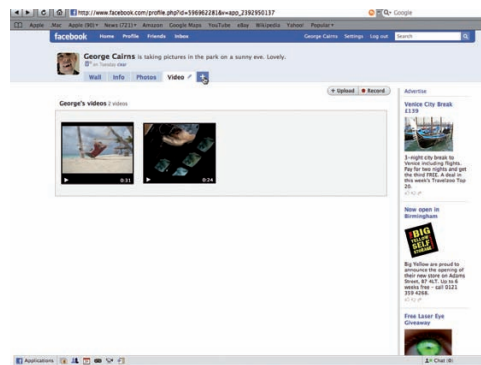 http://www.facebook.com/profile.php?id=596962281&v=app_2392950137
Google
Apple Mac Apple (98) News (723) Amazon Google Maps YouTube eBay Wikipedia Yahoo! Popular
facebook Home Profile Friends Inbox George Cairns Settings Log out Search
George Cairns is taking pictures in the park on a sunny eve. Lovely.
on Tuesday clear
Wall Info Photos Video +
+ Upload Record
George's videos 2 videos
0:31
0:24
Advertise
Venice City Break
£139
3-night city break to
Venice including flights.
Pay for two nights and get
the third FREE. A deal in
this week's Travelzoo Top
20.
Now open in
Birmingham
BIG
YELLOW
SELF
STORAGE
Big Yellow are proud to
announce the opening of
their new store on Adams
Street, B7 4LT. Up to 6
weeks free - call 0121
359 4268.
Free Laser Eye
Giveaway
Applications
Chat (8)